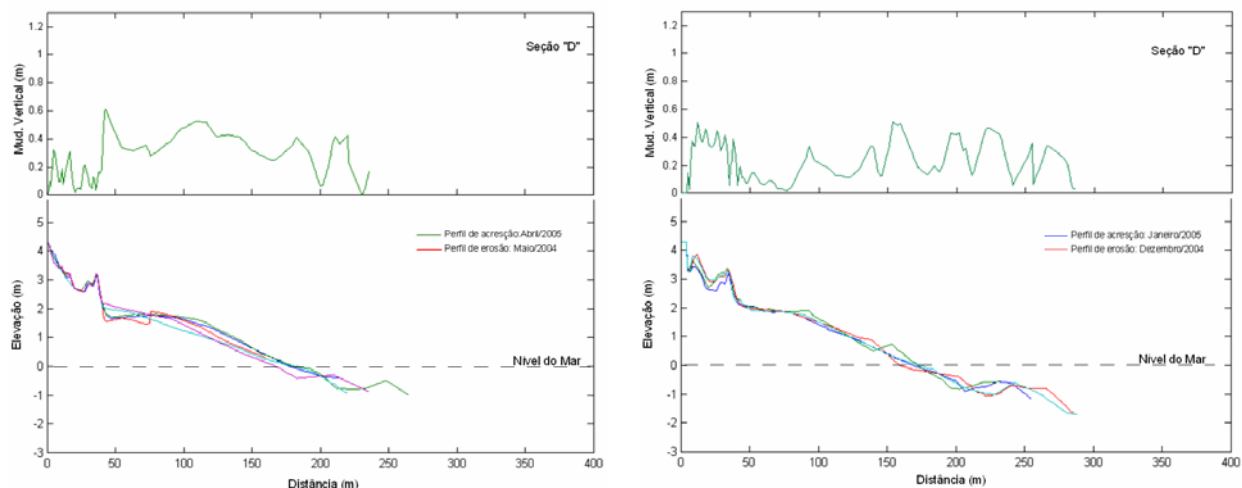 Seção "D"
Mud. Vertical (m)
1.2
1
0.8
0.6
0.4
0.2
0
Perfil de acresção:Abril/2005
Perfil de erosão: Maio/2004
Elevação (m)
5
4
3
2
1
0
-1
-2
-3
Nivel do Mar
0 50 100 150 200 250 300 350 400
Distância (m)
Seção "D"
Mud. Vertical (m)
1.2
1
0.8
0.6
0.4
0.2
0
Perfil de acresção: Janeiro/2005
Perfil de erosão: Dezembro/2004
Elevação (m)
5
4
3
2
1
0
-1
-2
-3
Nivel do Mar
0 50 100 150 200 250 300 350 400
Distância (m)